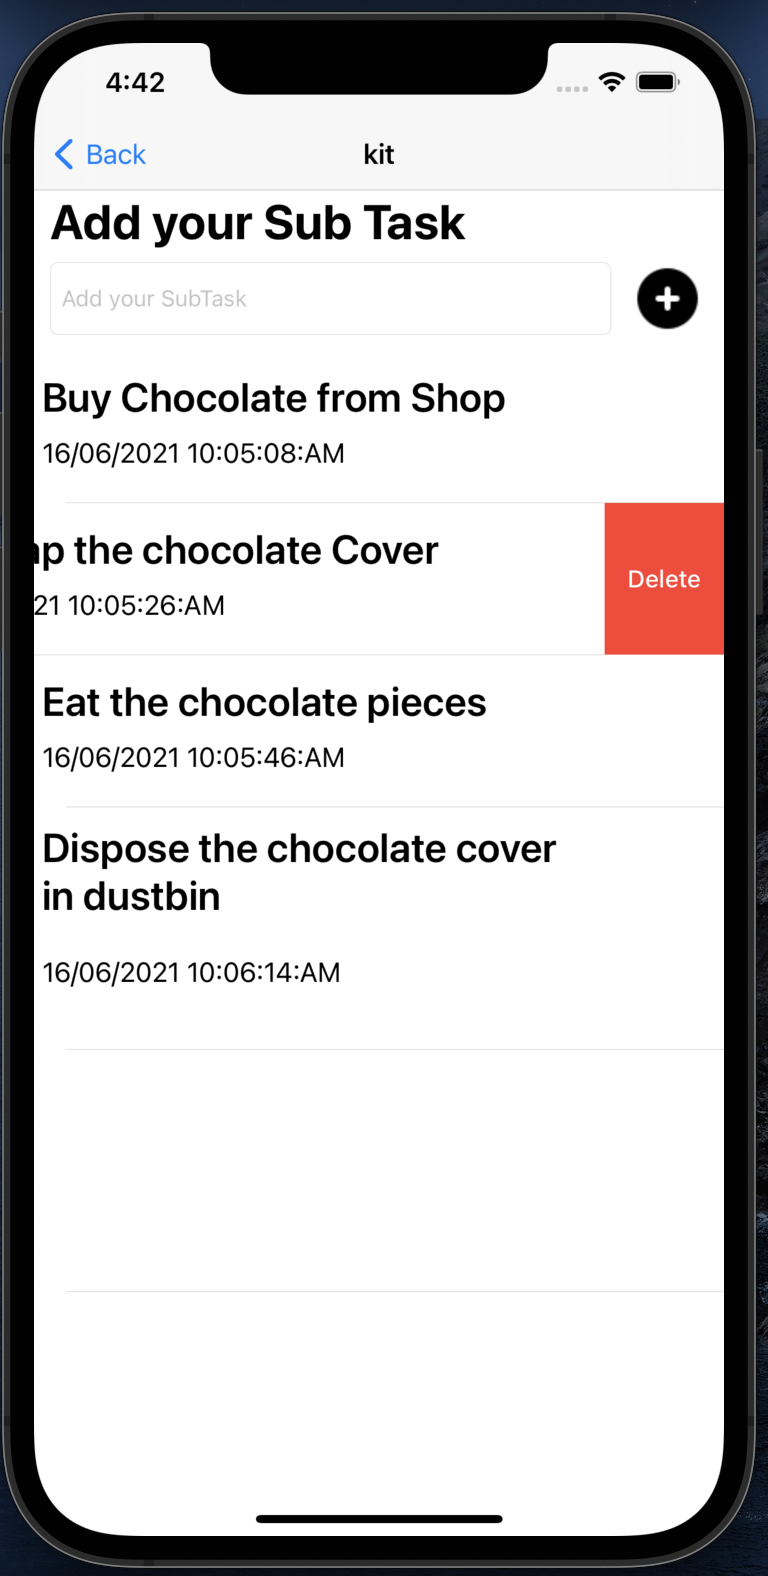 4:42
Back
kit
Add your Sub Task
Add your SubTask
Buy Chocolate from Shop
16/06/2021 10:05:08:AM
ap the chocolate Cover
21 10:05:26:AM
Delete
Eat the chocolate pieces
16/06/2021 10:05:46:AM
Dispose the chocolate cover
in dustbin
16/06/2021 10:06:14:AM